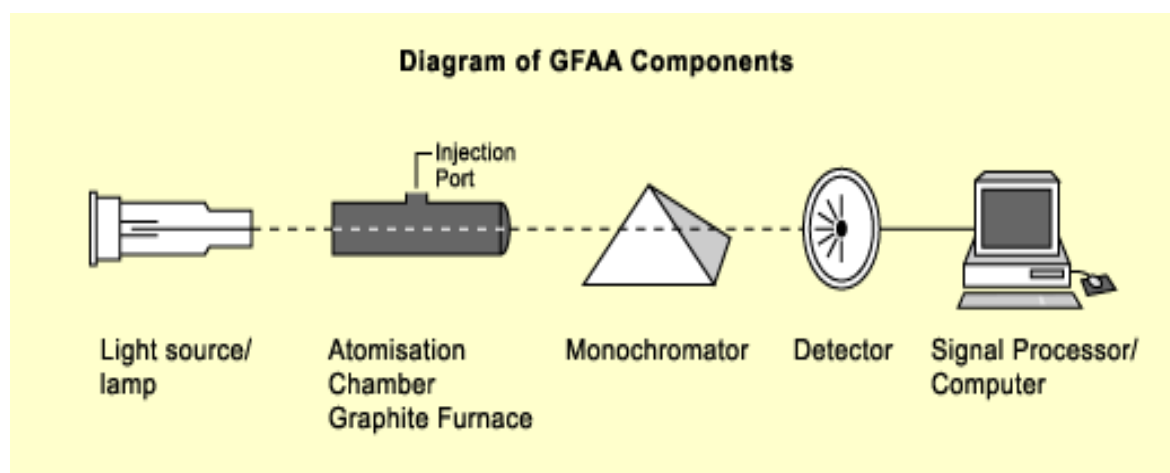 Diagram of GFAA Components
Injection
Port
Light source/
lamp
Atomisation
Chamber
Graphite Furnace
Monochromator
Detector
Signal Processor/
Computer